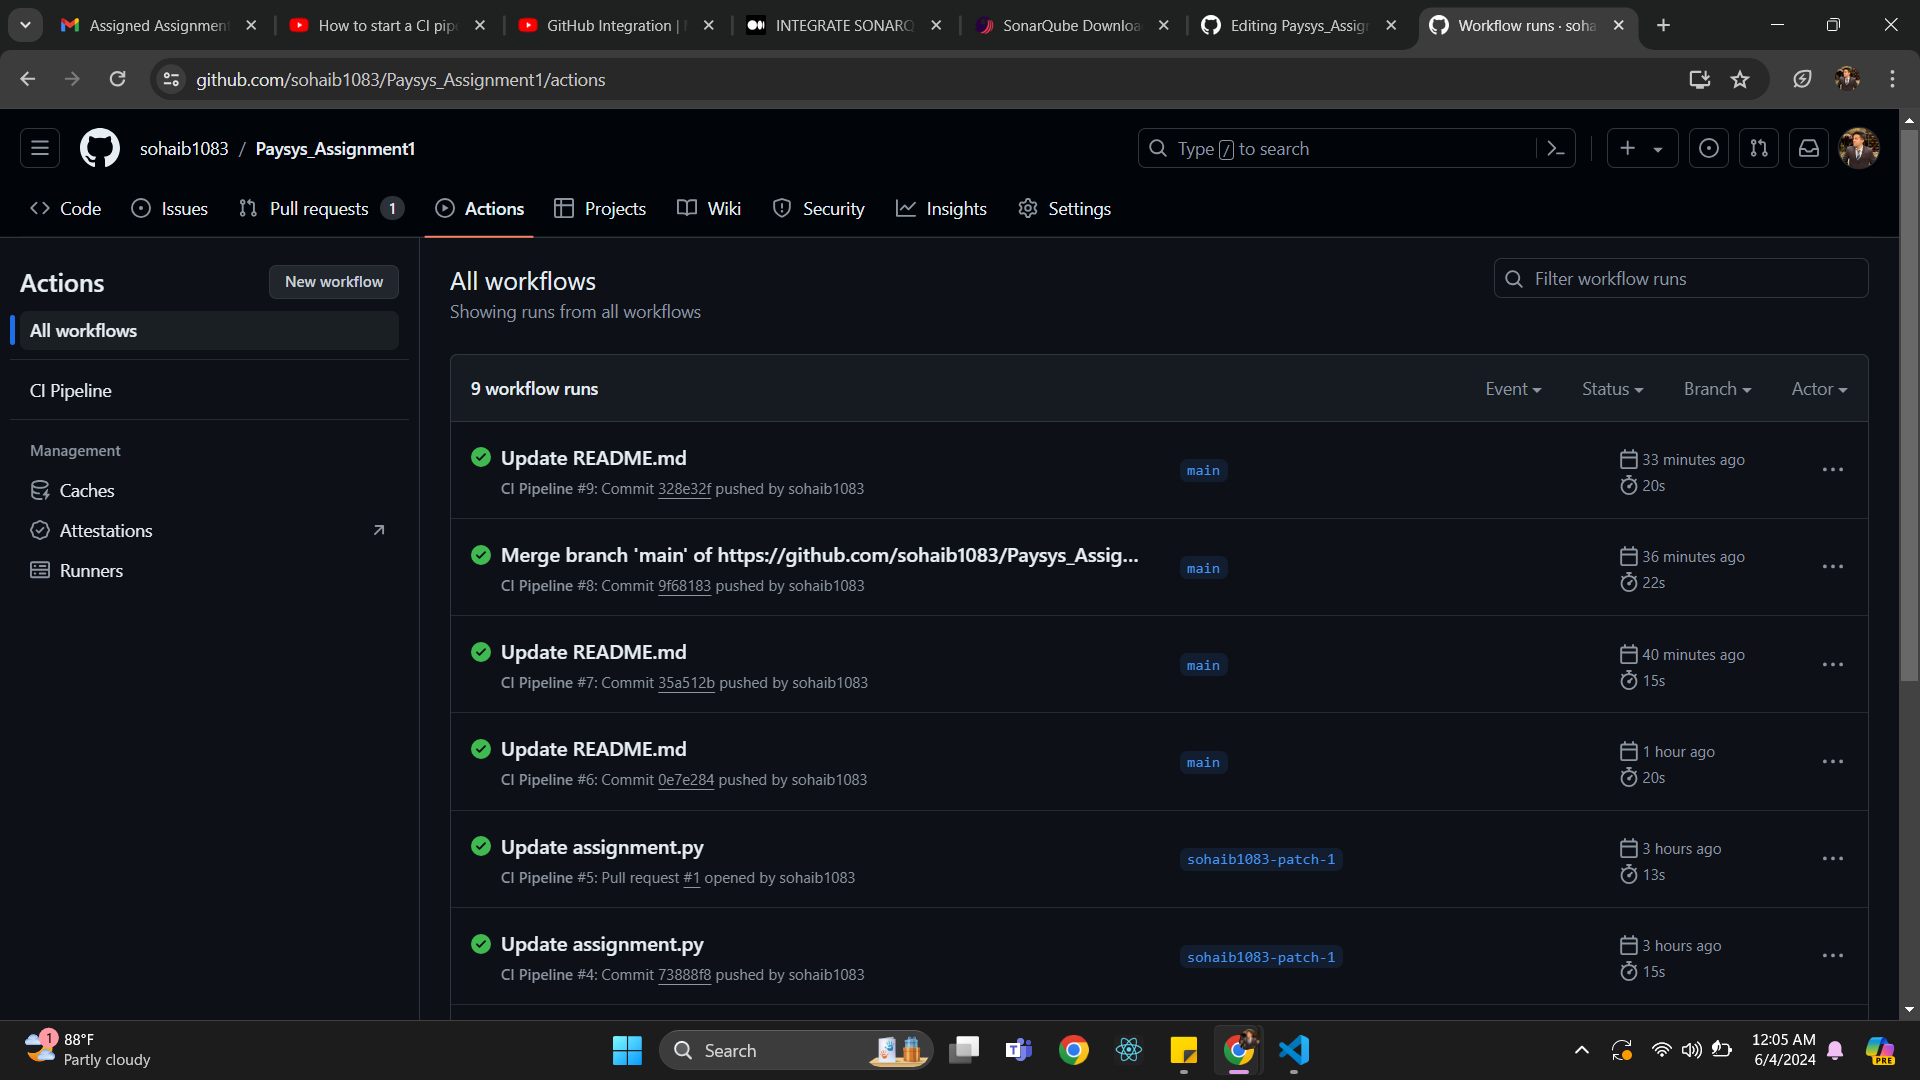 Assigned Assignment
How to start a CI pip
GitHub Integration |
INTEGRATE SONARQ
SonarQube Downloa
Editing Paysys_Assig
Workflow runs · soha
github.com/sohaib1083/Paysys_Assignment1/actions
sohaib1083 / Paysys_Assignment1
Type / to search
Code
Issues
Pull requests 1
Actions
Projects
Wiki
Security
Insights
Settings
Actions
New workflow
All workflows
CI Pipeline
Management
Caches
Attestations
Runners
All workflows
Showing runs from all workflows
Filter workflow runs
9 workflow runs
Event
Status
Branch
Actor
Update README.md
CI Pipeline #9: Commit 328e32f pushed by sohaib1083
main
33 minutes ago
20s
Merge branch 'main' of https://github.com/sohaib1083/Paysys_Assig...
CI Pipeline #8: Commit 9f68183 pushed by sohaib1083
main
36 minutes ago
22s
Update README.md
CI Pipeline #7: Commit 35a512b pushed by sohaib1083
main
40 minutes ago
15s
Update README.md
CI Pipeline #6: Commit 0e7e284 pushed by sohaib1083
main
1 hour ago
20s
Update assignment.py
CI Pipeline #5: Pull request #1 opened by sohaib1083
sohaib1083-patch-1
3 hours ago
13s
Update assignment.py
CI Pipeline #4: Commit 73888f8 pushed by sohaib1083
sohaib1083-patch-1
3 hours ago
15s
1
88°F
Partly cloudy
Search
12:05 AM
6/4/2024
PRE